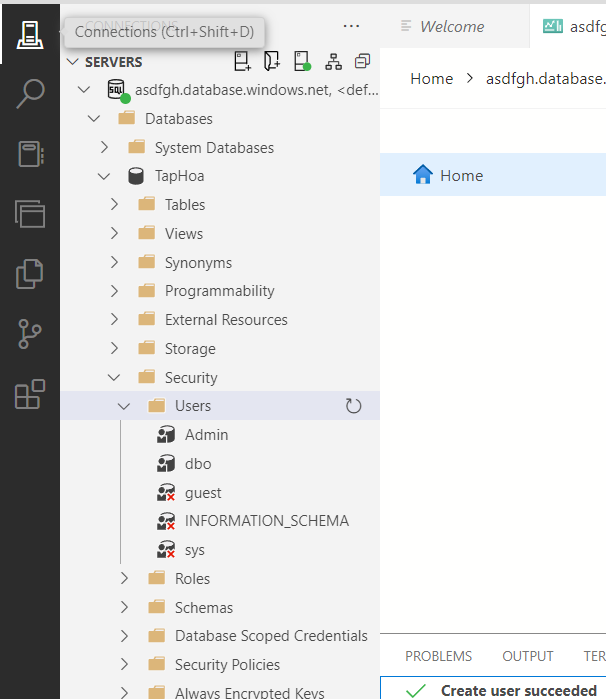 CONNECTIONS
Connections (Ctrl+Shift+D)
...
SERVERS
asdfgh.database.windows.net, <def...
Databases
System Databases
TapHoa
Tables
Views
Synonyms
Programmability
External Resources
Storage
Security
Users
Admin
dbo
guest
INFORMATION_SCHEMA
sys
Roles
Schemas
Database Scoped Credentials
Security Policies
Always Encrypted Keys
Welcome
asdfg
Home > asdfgh.database.
Home
PROBLEMS OUTPUT TER
Create user succeeded